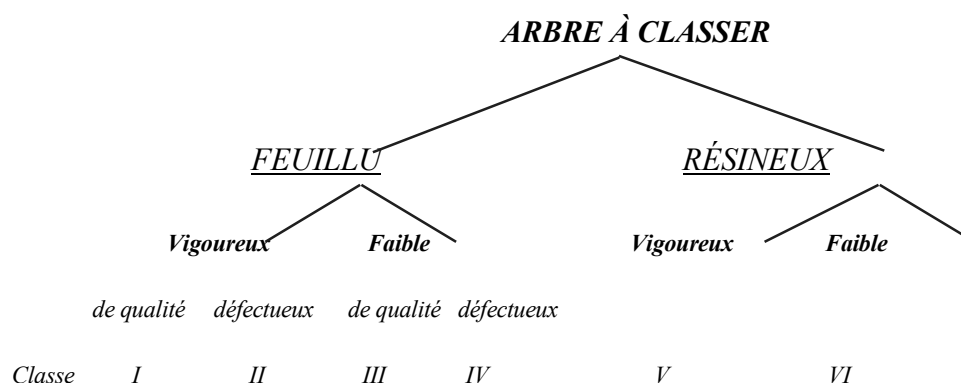 ARBRE À CLASSER
FEUILLU RÉSINEUX
Vigoureux Faible Vigoureux Faible
de qualité défectueux de qualité défectueux
Classe I II III IV V VI